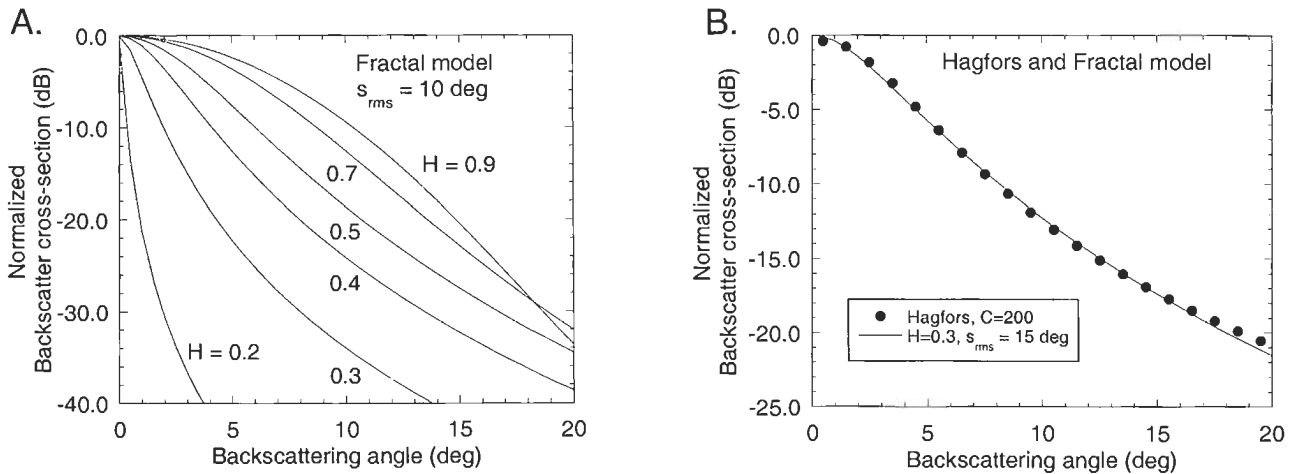 A.
Normalized
Backscatter cross-section (dB)
0.0
-10.0
-20.0
-30.0
-40.0
Fractal model
s_rms = 10 deg
H = 0.9
0.7
0.5
0.4
H = 0.2
0.3
0
5
10
15
20
Backscattering angle (deg)
B.
Normalized
Backscatter cross-section (dB)
0.0
-5.0
-10.0
-15.0
-20.0
-25.0
Hagfors and Fractal model
Hagfors, C=200
H=0.3, s_rms = 15 deg
0
5
10
15
20
Backscattering angle (deg)